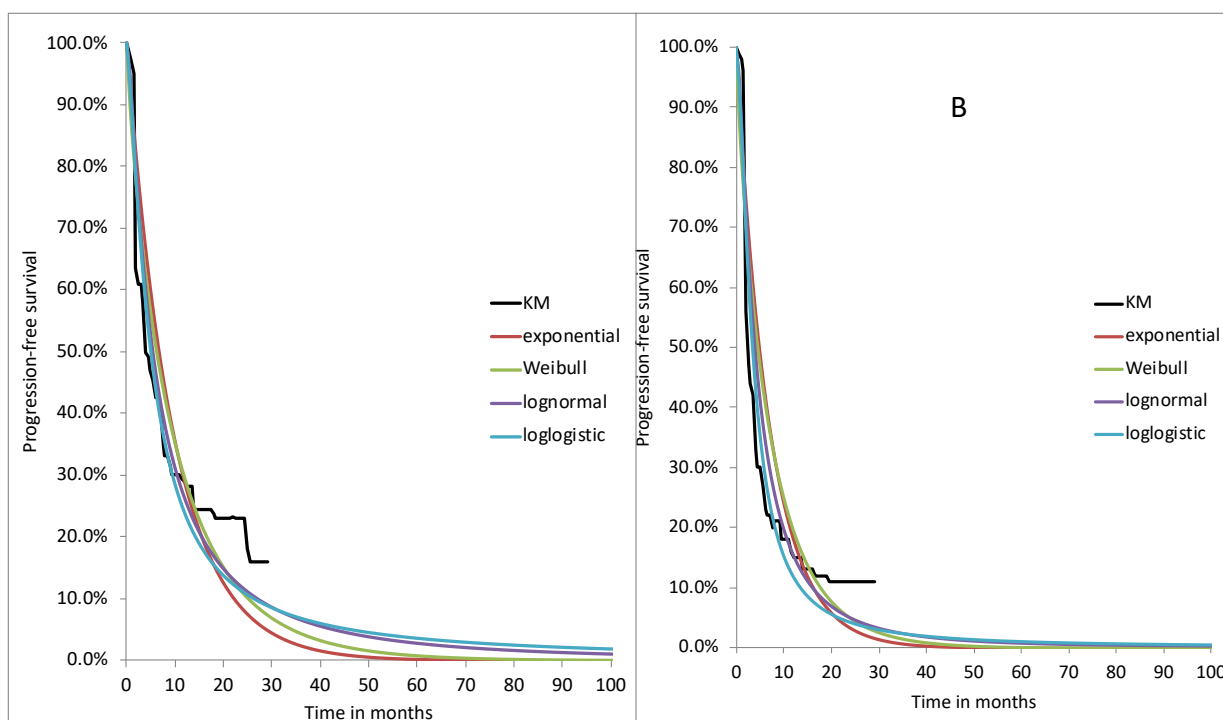 100.0%
90.0%
80.0%
70.0%
60.0%
50.0%
40.0%
30.0%
20.0%
10.0%
0.0%
Progression-free survival
0 10 20 30 40 50 60 70 80 90 100
Time in months
KM
exponential
Weibull
lognormal
loglogistic
B
100.0%
90.0%
80.0%
70.0%
60.0%
50.0%
40.0%
30.0%
20.0%
10.0%
0.0%
Progression-free survival
0 10 20 30 40 50 60 70 80 90 100
Time in months
KM
exponential
Weibull
lognormal
loglogistic